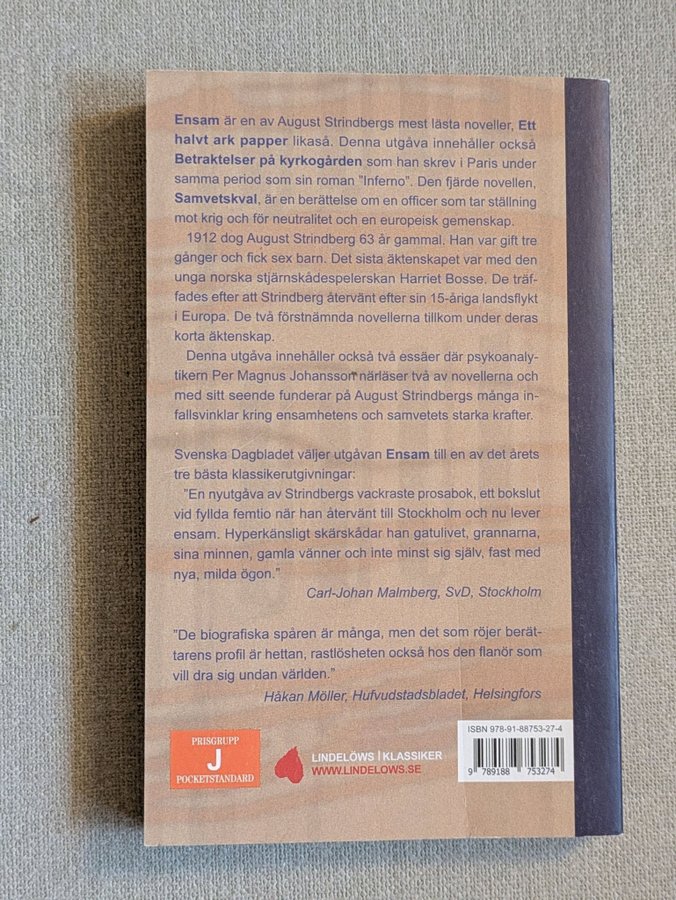 Ensam är en av August Strindbergs mest lästa noveller, Ett
halvt ark papper likaså. Denna utgåva innehåller också
Betraktelser på kyrkogården som han skrev i Paris under
samma period som sin roman ”Inferno”. Den fjärde novellen,
Samvetskval, är en berättelse om en officer som tar ställning
mot krig och för neutralitet och en europeisk gemenskap.
1912 dog August Strindberg 63 år gammal. Han var gift tre
gånger och fick sex barn. Det sista äktenskapet var med den
unga norska stjärnskådespelerskan Harriet Bosse. De träf-
fades efter att Strindberg återvänt efter sin 15-åriga landsflykt
i Europa. De två förstnämnda novellerna tillkom under deras
korta äktenskap.
Denna utgåva innehåller också två essäer där psykoanaly-
tikern Per Magnus Johansson närläser två av novellerna och
med sitt seende funderar på August Strindbergs många in-
fallsvinklar kring ensamhetens och samvetets starka krafter.
Svenska Dagbladet väljer utgåvan Ensam till en av det årets
tre bästa klassikerutgivningar:
”En nyutgåva av Strindbergs vackraste prosabok, ett bokslut
vid fyllda femtio när han återvänt till Stockholm och nu lever
ensam. Hyperkänsligt skärskådar han gatulivet, grannarna,
sina minnen, gamla vänner och inte minst sig själv, fast med
nya, milda ögon.”
Carl-Johan Malmberg, SvD, Stockholm
”De biografiska spåren är många, men det som röjer berät-
tarens profil är hettan, rastlösheten också hos den flanör som
vill dra sig undan världen.”
Håkan Möller, Hufvudstadsbladet, Helsingfors
PRISGRUPP
J
POCKETSTANDARD
LINDELÖWS | KLASSIKER
WWW.LINDELOWS.SE
ISBN 978-91-88753-27-4
9 789188 753274